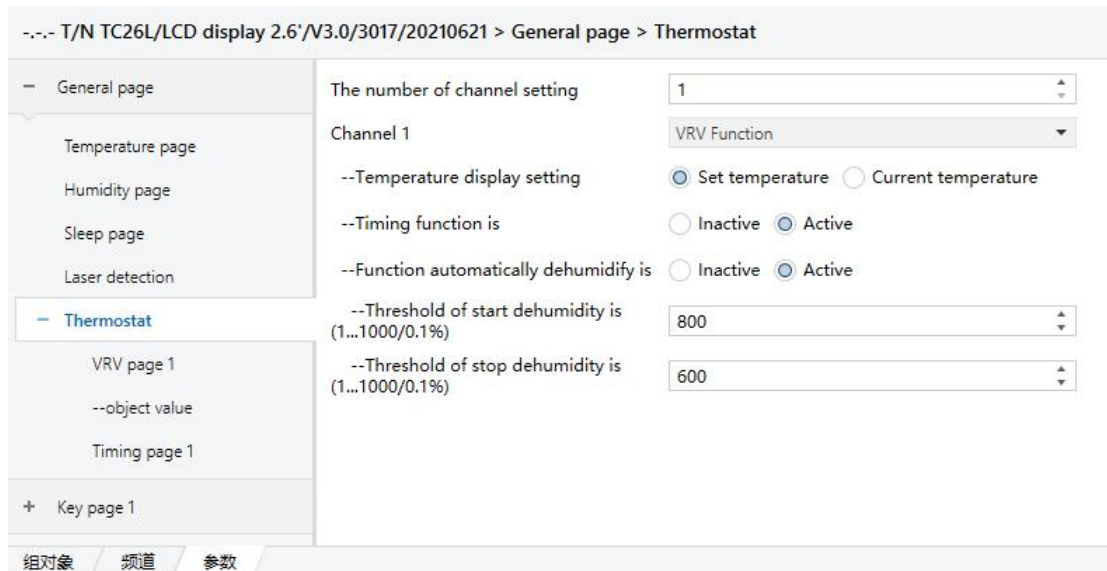 -.-.- T/N TC26L/LCD display 2.6'/V3.0/3017/20210621 > General page > Thermostat
− General page
Temperature page
Humidity page
Sleep page
Laser detection
− Thermostat
VRV page 1
--object value
Timing page 1
+ Key page 1
The number of channel setting 1
Channel 1 VRV Function
--Temperature display setting Set temperature Current temperature
--Timing function is Inactive Active
--Function automatically dehumidify is Inactive Active
--Threshold of start dehumidity is
(1...1000/0.1%) 800
--Threshold of stop dehumidity is
(1...1000/0.1%) 600
组对象 频道 参数